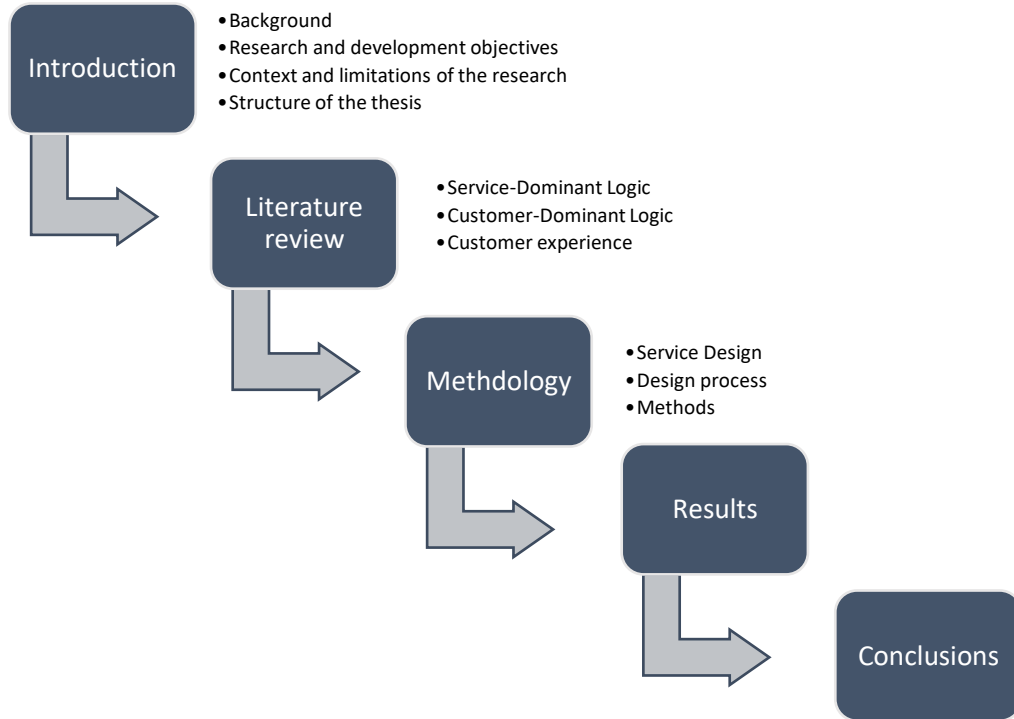 Introduction
•Background
•Research and development objectives
•Context and limitations of the research
•Structure of the thesis
Literature
review
•Service-Dominant Logic
•Customer-Dominant Logic
•Customer experience
Methdology
•Service Design
•Design process
•Methods
Results
Conclusions